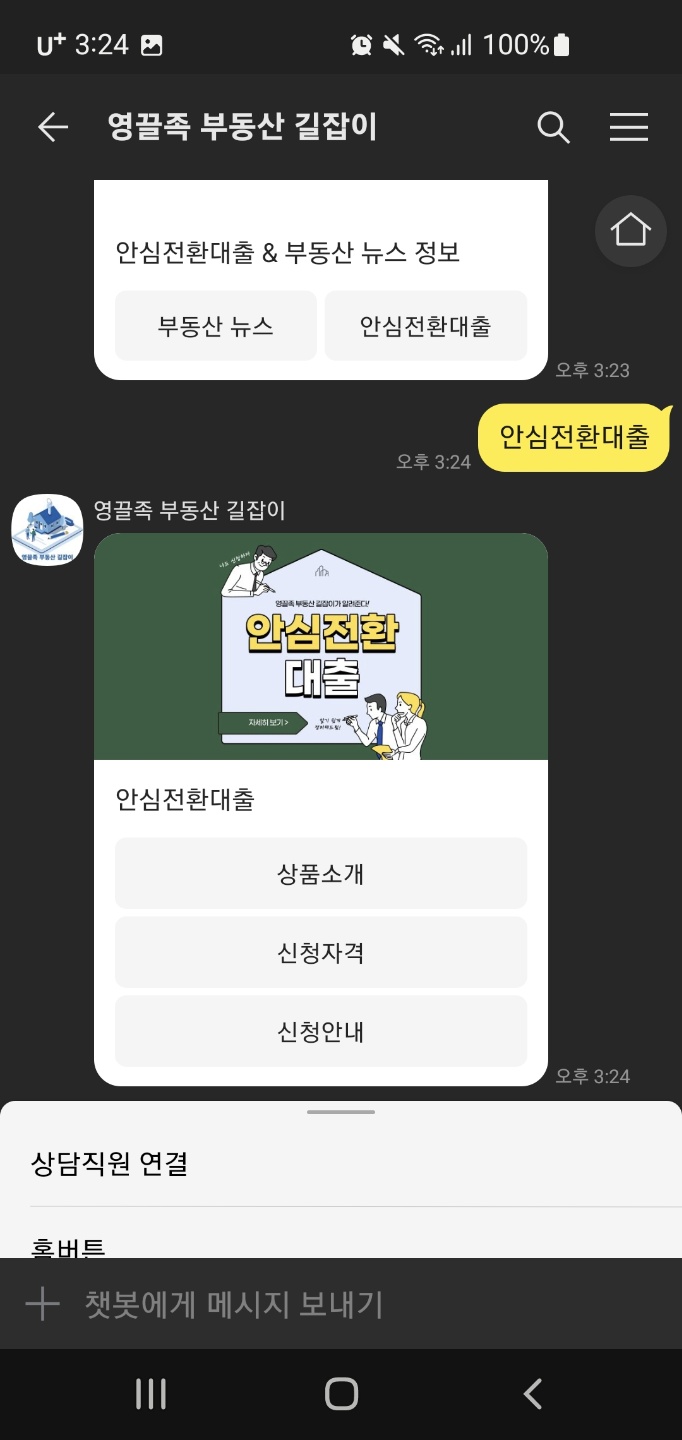 U+ 3:24 100%
영끌족 부동산 길잡이
안심전환대출 & 부동산 뉴스 정보
부동산 뉴스 안심전환대출
오후 3:23
안심전환대출
오후 3:24
영끌족 부동산 길잡이
영끌족 부동산 길잡이
영끌족 부동산 길잡이가 알려준다!
안심전환
대출
자세히 보기 >
안심전환대출
상품소개
신청자격
신청안내
오후 3:24
상담직원 연결
홈버튼
챗봇에게 메시지 보내기